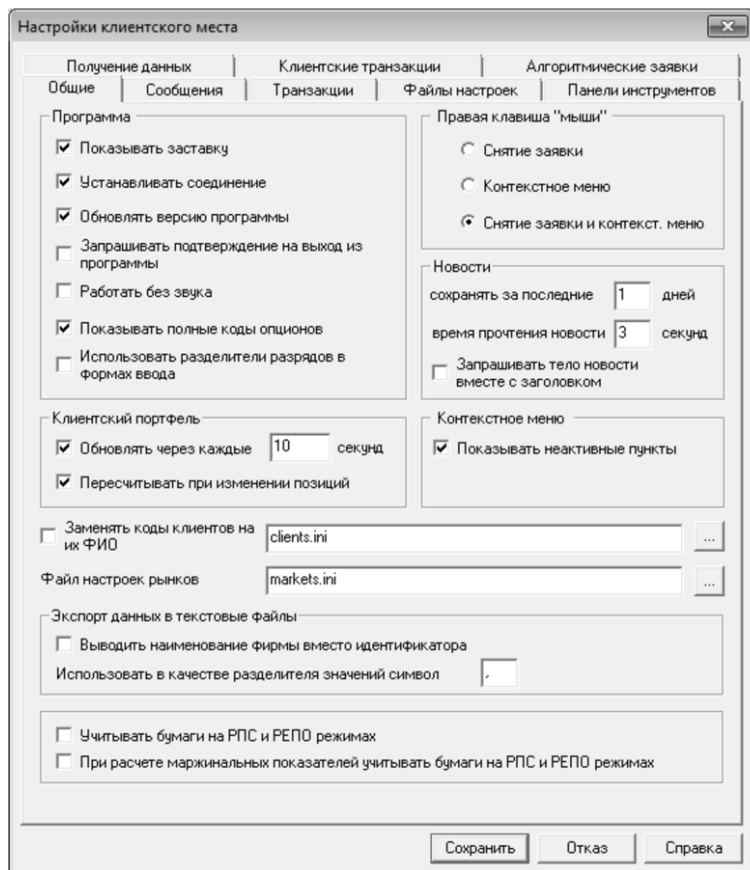 Настройки клиентского места
Получение данных
Клиентские транзакции
Алгоритмические заявки
Общие
Сообщения
Транзакции
Файлы настроек
Панели инструментов
Программа
Показывать заставку
Устанавливать соединение
Обновлять версию программы
Запрашивать подтверждение на выход из
программы
Работать без звука
Показывать полные коды опционов
Использовать разделители разрядов в
формах ввода
Правая клавиша "мыши"
Снятие заявки
Контекстное меню
Снятие заявки и контекст. меню
Новости
сохранять за последние 1 дней
время прочтения новости 3 секунд
Запрашивать тело новости
вместе с заголовком
Клиентский портфель
Обновлять через каждые 10 секунд
Пересчитывать при изменении позиций
Контекстное меню
Показывать неактивные пункты
Заменять коды клиентов на
их ФИО
clients.ini
...
Файл настроек рынков
markets.ini
...
Экспорт данных в текстовые файлы
Выводить наименование фирмы вместо идентификатора
Использовать в качестве разделителя значений символ ,
Учитывать бумаги на РПС и РЕПО режимах
При расчете маржинальных показателей учитывать бумаги на РПС и РЕПО режимах
Сохранить
Отказ
Справка